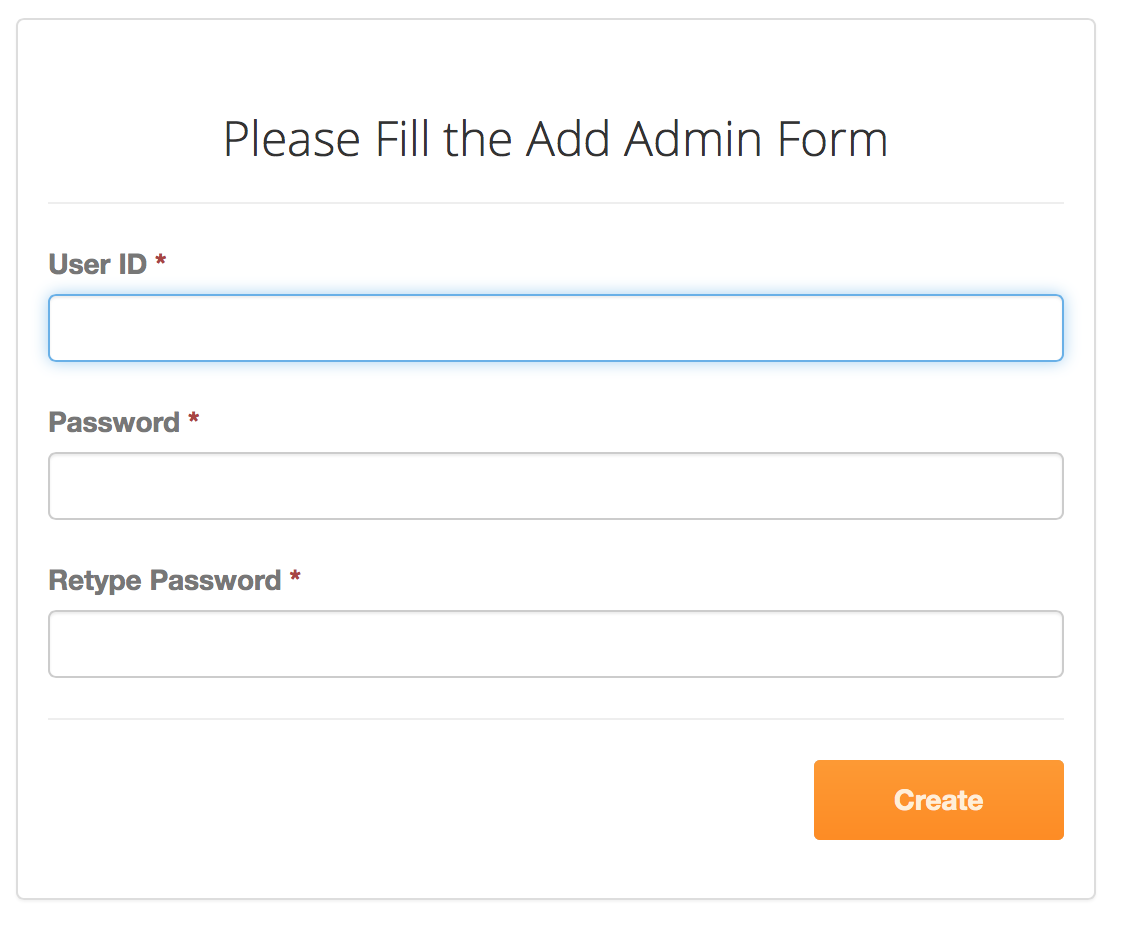 Please Fill the Add Admin Form
User ID *
Password *
Retype Password *
Create